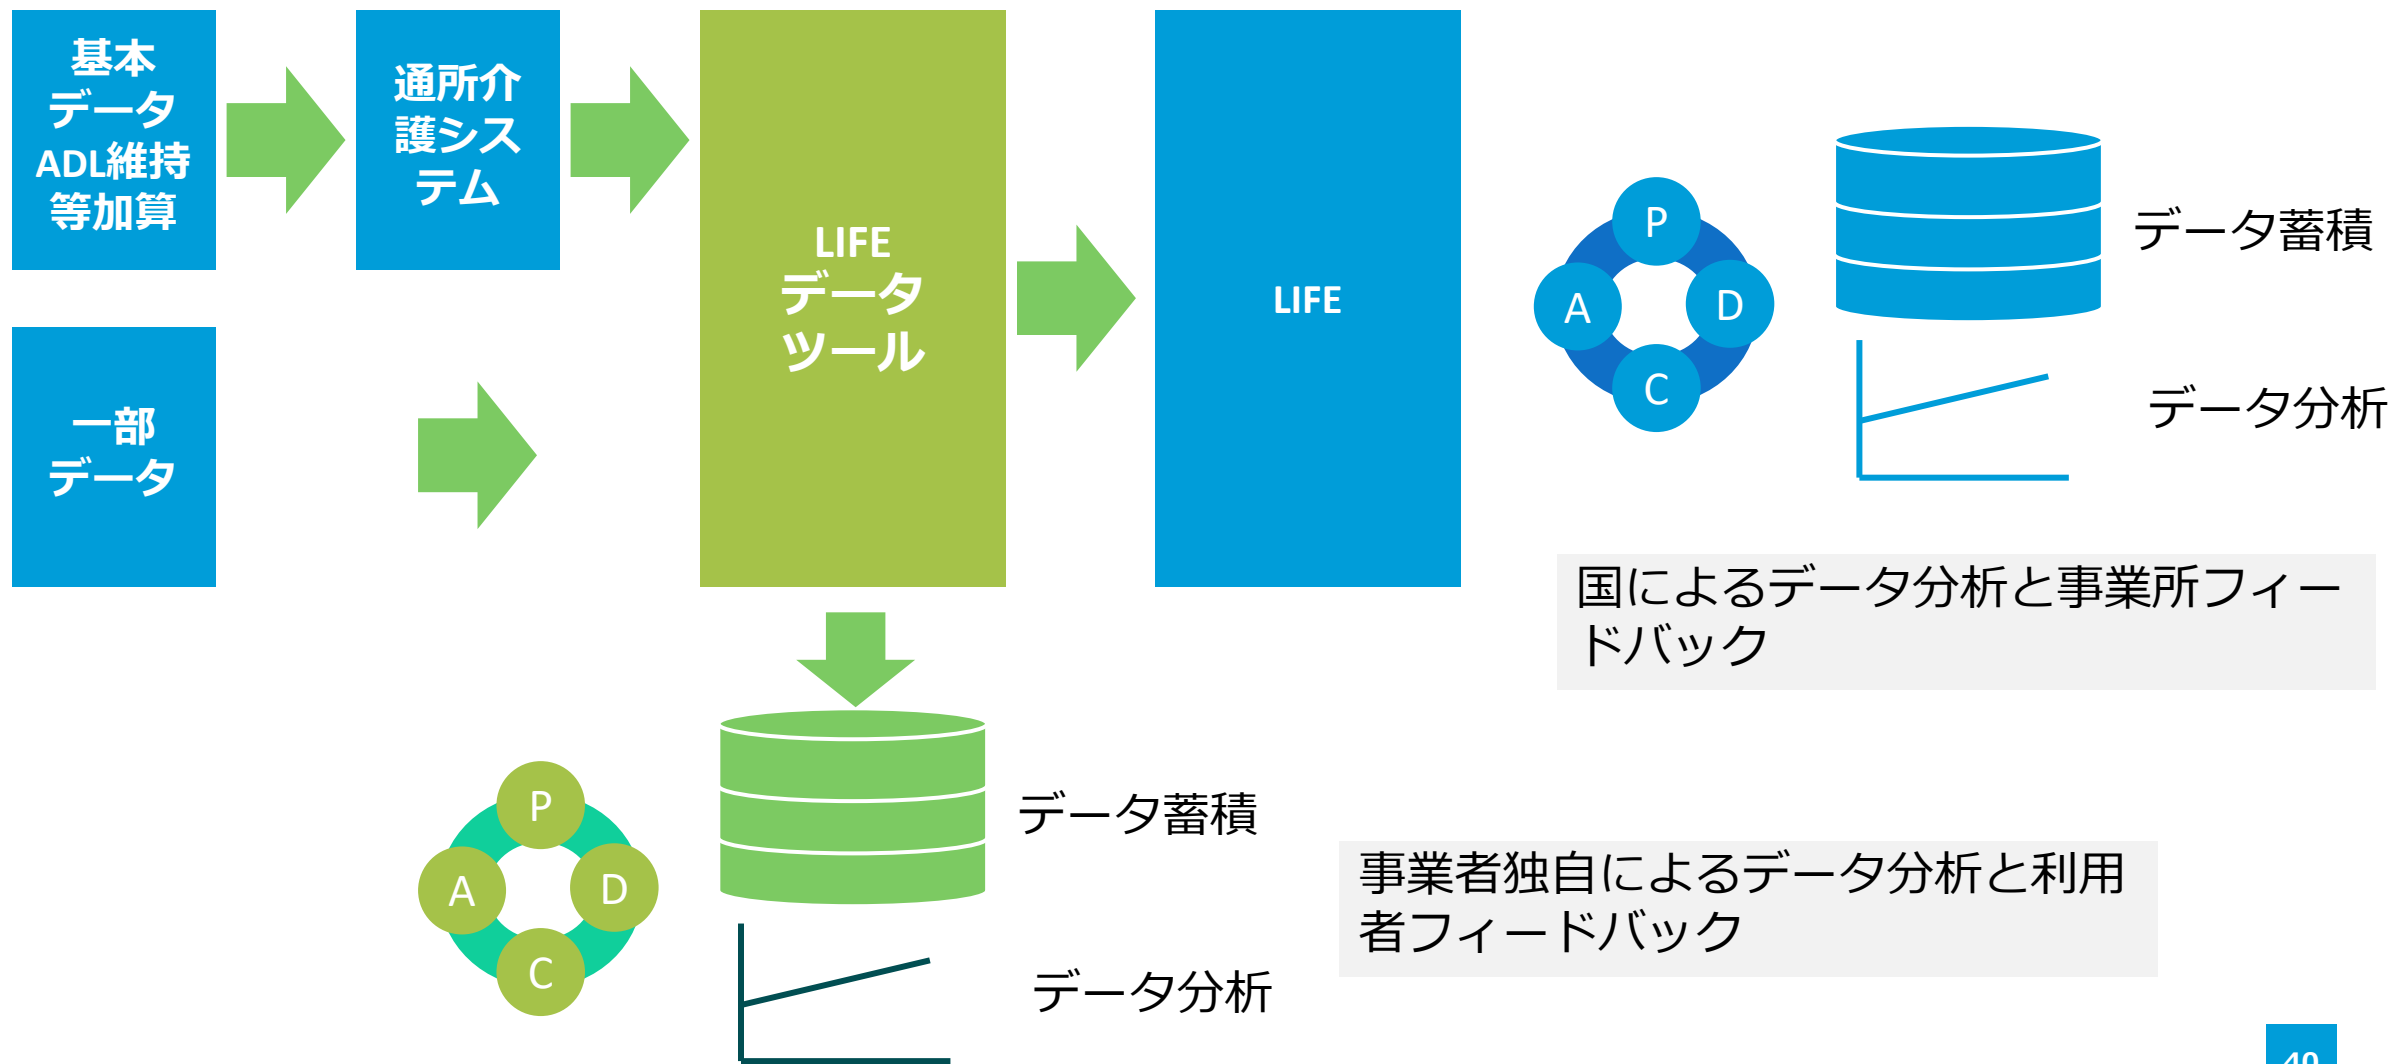 基本
データ
ADL維持
等加算
通所介
護シス
テム
LIFE
データ
ツール
LIFE
P
D
C
A
データ蓄積
データ分析
一部
データ
国によるデータ分析と事業所フィー
ドバック
P
D
C
A
データ蓄積
データ分析
事業者独自によるデータ分析と利用
者フィードバック
40